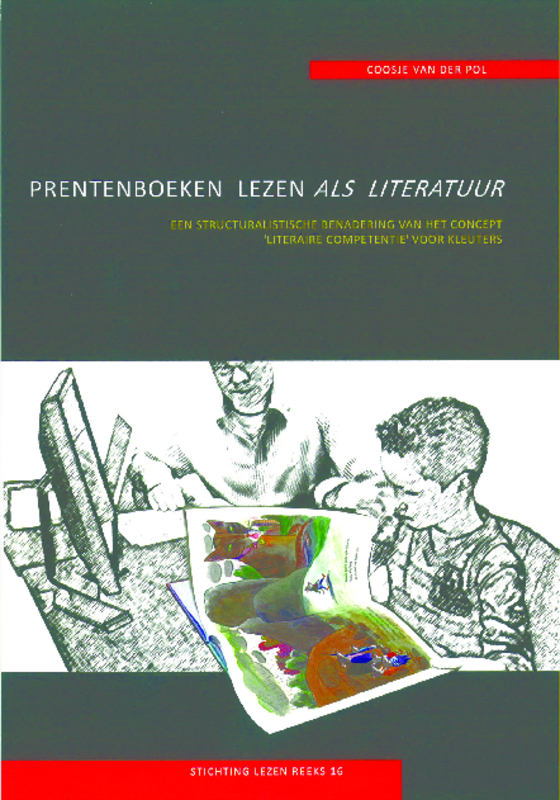 COOSJE VAN DER POL
PRENTENBOEKEN LEZEN ALS LITERATUUR
EEN STRUCTURALISTISCHE BENADERING VAN HET CONCEPT
'LITERAIRE COMPETENTIE' VOOR KLEUTERS
STICHTING LEZEN REEKS 16